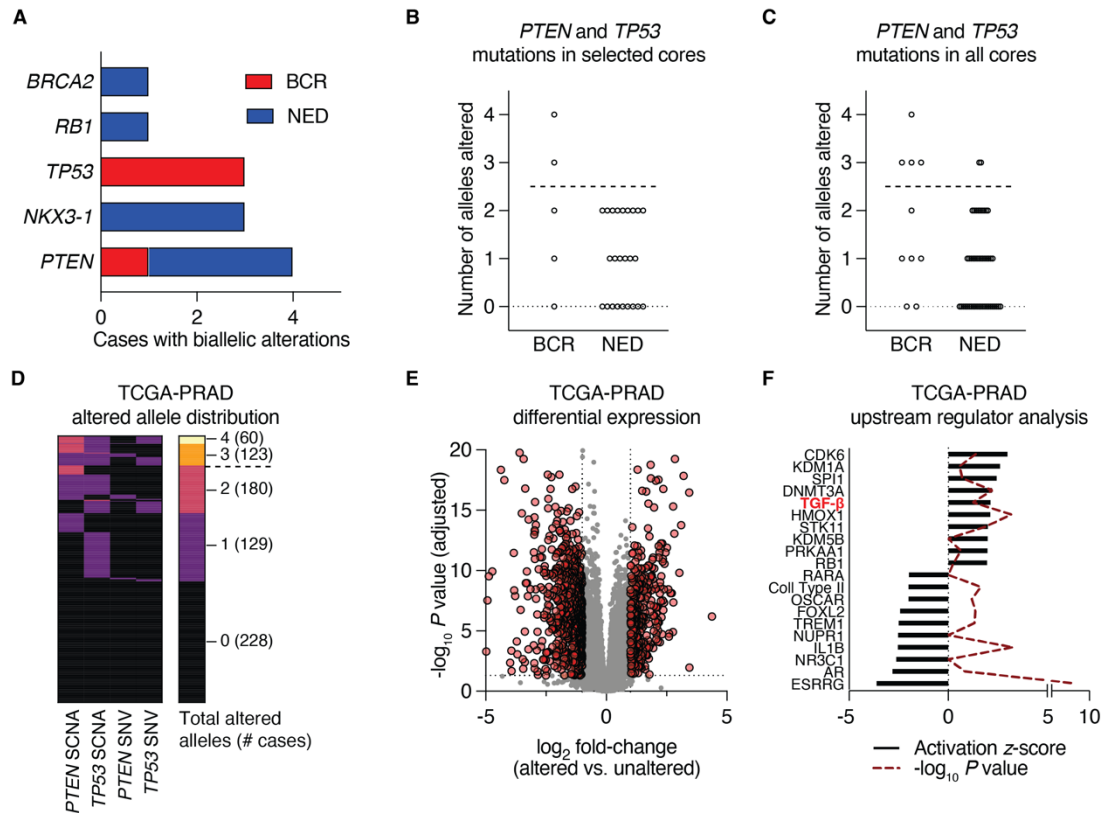 A
BRCA2
RB1
TP53
NKX3-1
PTEN
BCR
NED
0
2
4
Cases with biallelic alterations
B
PTEN and TP53
mutations in selected cores
Number of alleles altered
4
3
2
1
0
BCR
NED
C
PTEN and TP53
mutations in all cores
Number of alleles altered
4
3
2
1
0
BCR
NED
D
TCGA-PRAD
altered allele distribution
4 (60)
3 (123)
2 (180)
1 (129)
0 (228)
PTEN SCNA
TP53 SCNA
PTEN SNV
TP53 SNV
Total altered
alleles (# cases)
E
TCGA-PRAD
differential expression
-log10 P value (adjusted)
20
15
10
5
0
-5
0
5
log2 fold-change
(altered vs. unaltered)
F
TCGA-PRAD
upstream regulator analysis
CDK6
KDM1A
SPI1
DNMT3A
TGF-β
HMOX1
STK11
KDM5B
PRKAA1
RB1
RARA
Coll Type II
OSCAR
FOXL2
TREM1
NUPR1
IL1B
NR3C1
AR
ESRRG
-5
0
5
10
Activation z-score
-log10 P value